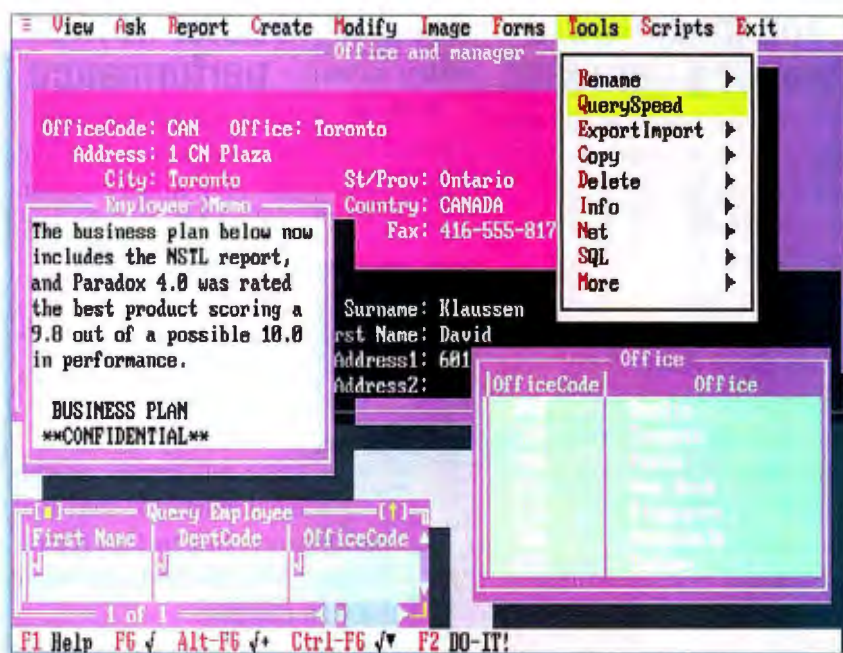 ≡ View Ask Report Create Modify Image Forms Tools Scripts Exit
Office and manager
OfficeCode: CAN Office: Toronto
Address: 1 CN Plaza
City: Toronto St/Prov: Ontario
Country: CANADA
Fax: 416-555-817
Rename
QuerySpeed
ExportImport
Copy
Delete
Info
Net
SQL
More
Employee->Memo
The business plan below now
includes the NSTL report,
and Paradox 4.0 was rated
the best product scoring a
9.8 out of a possible 10.0
in performance.
BUSINESS PLAN
**CONFIDENTIAL**
Surname: Klaussen
rst Name: David
Address1: 601
Address2:
Office
OfficeCode Office
Query Employee
First Name DeptCode OfficeCode
√ √ √
1 of 1
F1 Help F6 √ Alt-F6 √+ Ctrl-F6 √▼ F2 DO-IT!